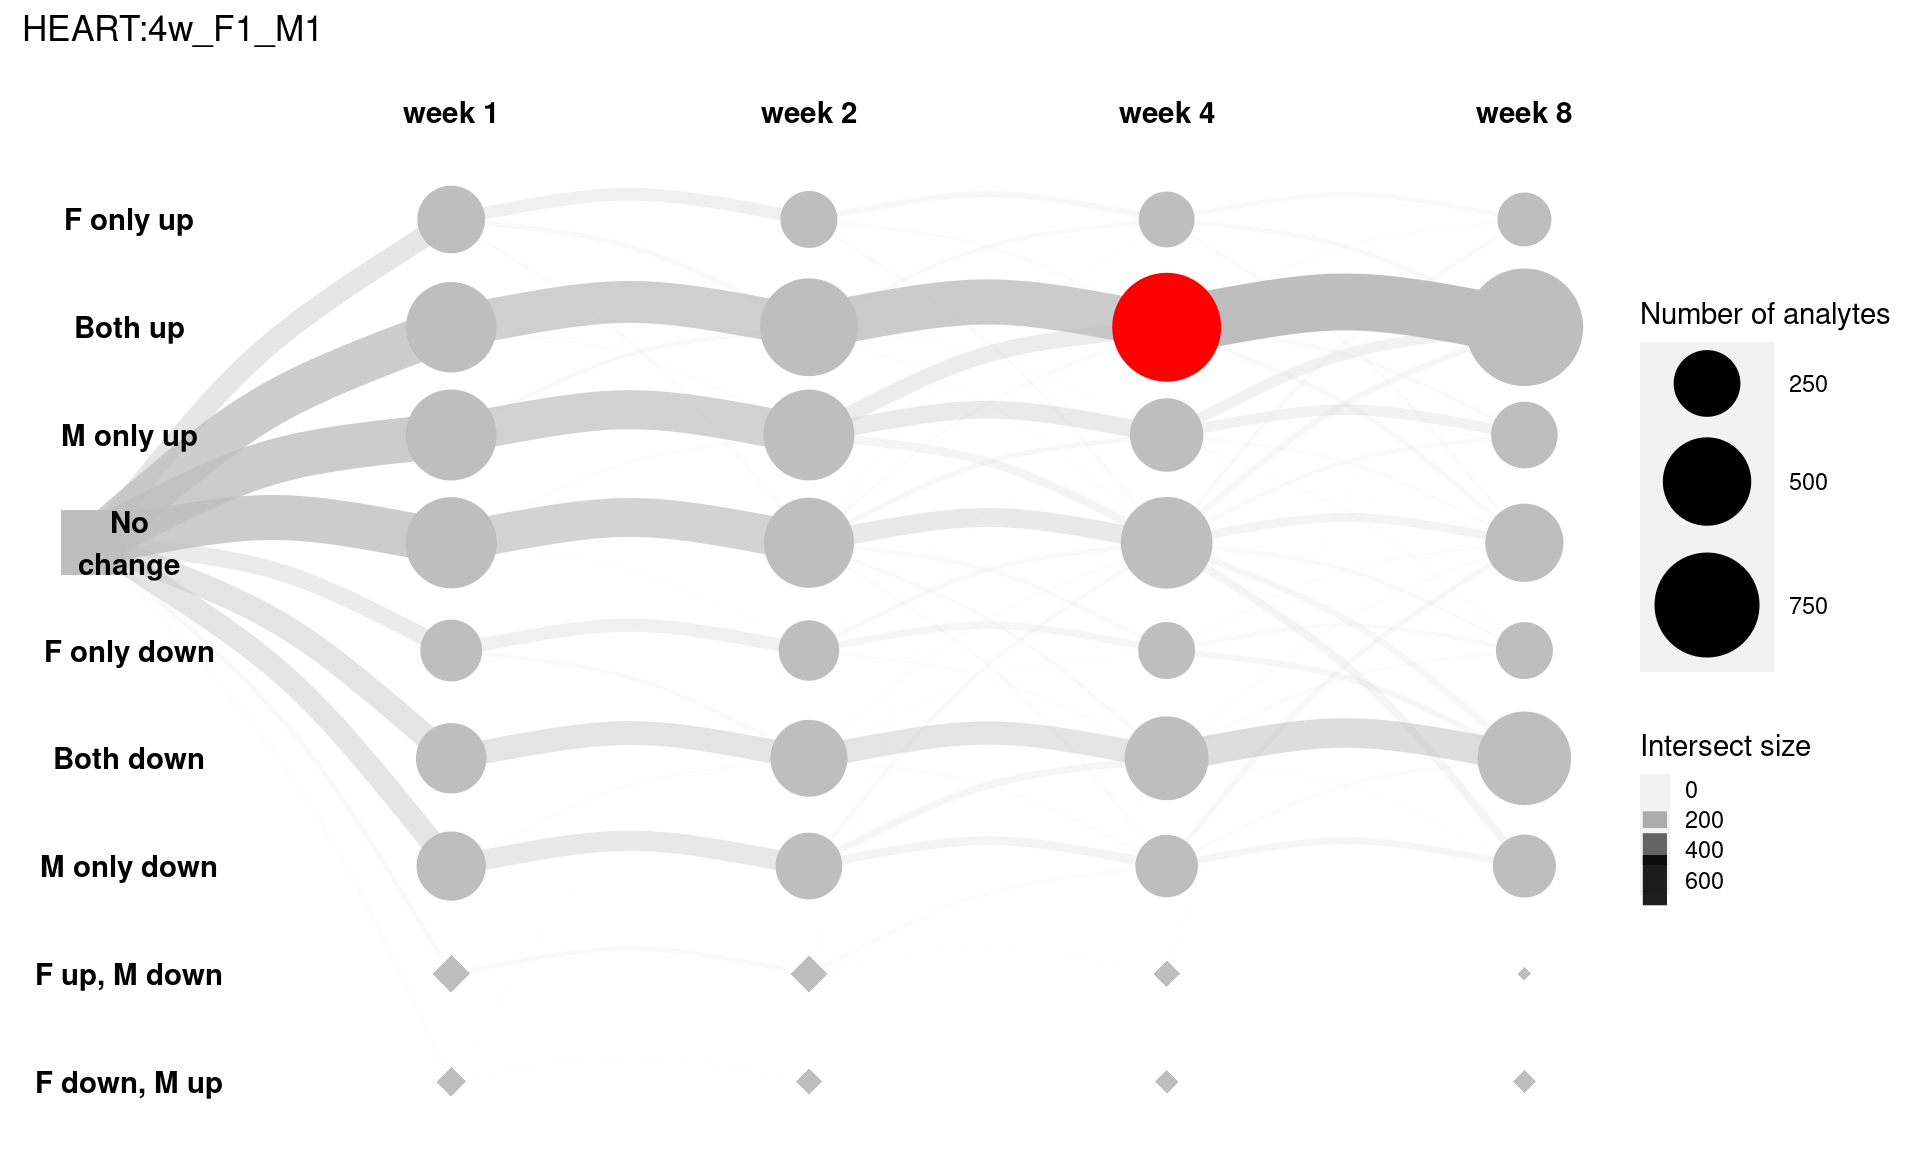 HEART:4w_F1_M1
week 1 week 2 week 4 week 8
F only up
Both up
M only up
No
change
F only down
Both down
M only down
F up, M down
F down, M up
Number of analytes
250
500
750
Intersect size
0
200
400
600